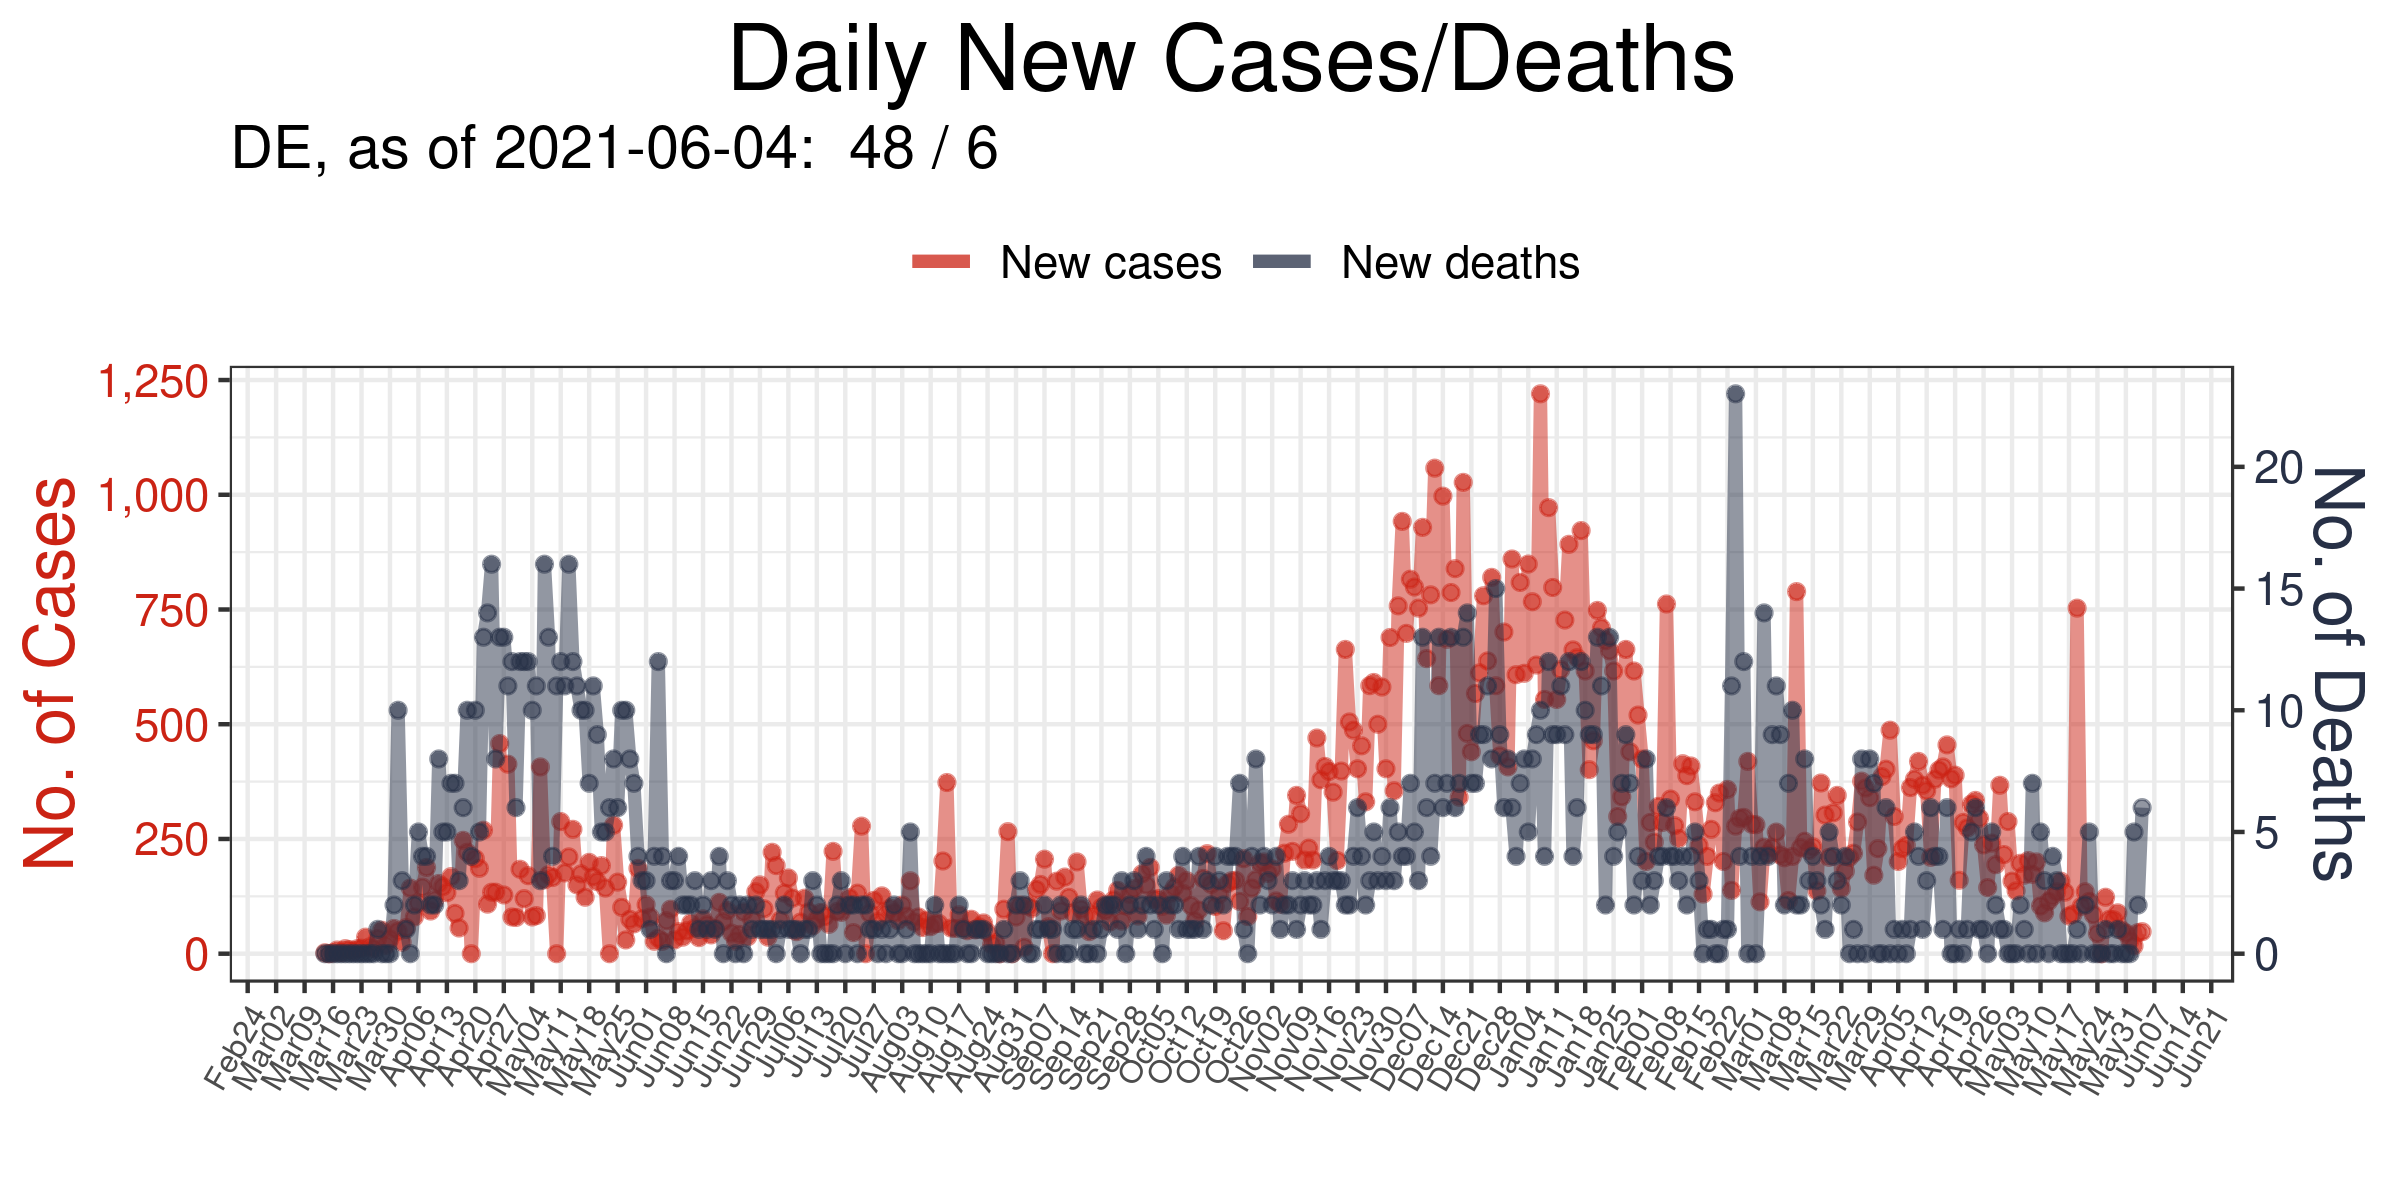 Daily New Cases/Deaths
DE, as of 2021-06-04:  48 / 6
New cases
New deaths
No. of Cases
1,250
1,000
750
500
250
0
20
15
10
5
0
No. of Deaths
Feb24
Mar02
Mar09
Mar16
Mar23
Mar30
Apr06
Apr13
Apr20
Apr27
May04
May11
May18
May25
Jun01
Jun08
Jun15
Jun22
Jun29
Jul06
Jul13
Jul20
Jul27
Aug03
Aug10
Aug17
Aug24
Aug31
Sep07
Sep14
Sep21
Sep28
Oct05
Oct12
Oct19
Oct26
Nov02
Nov09
Nov16
Nov23
Nov30
Dec07
Dec14
Dec21
Dec28
Jan04
Jan11
Jan18
Jan25
Feb01
Feb08
Feb15
Feb22
Mar01
Mar08
Mar15
Mar22
Mar29
Apr05
Apr12
Apr19
Apr26
May03
May10
May17
May24
May31
Jun07
Jun14
Jun21